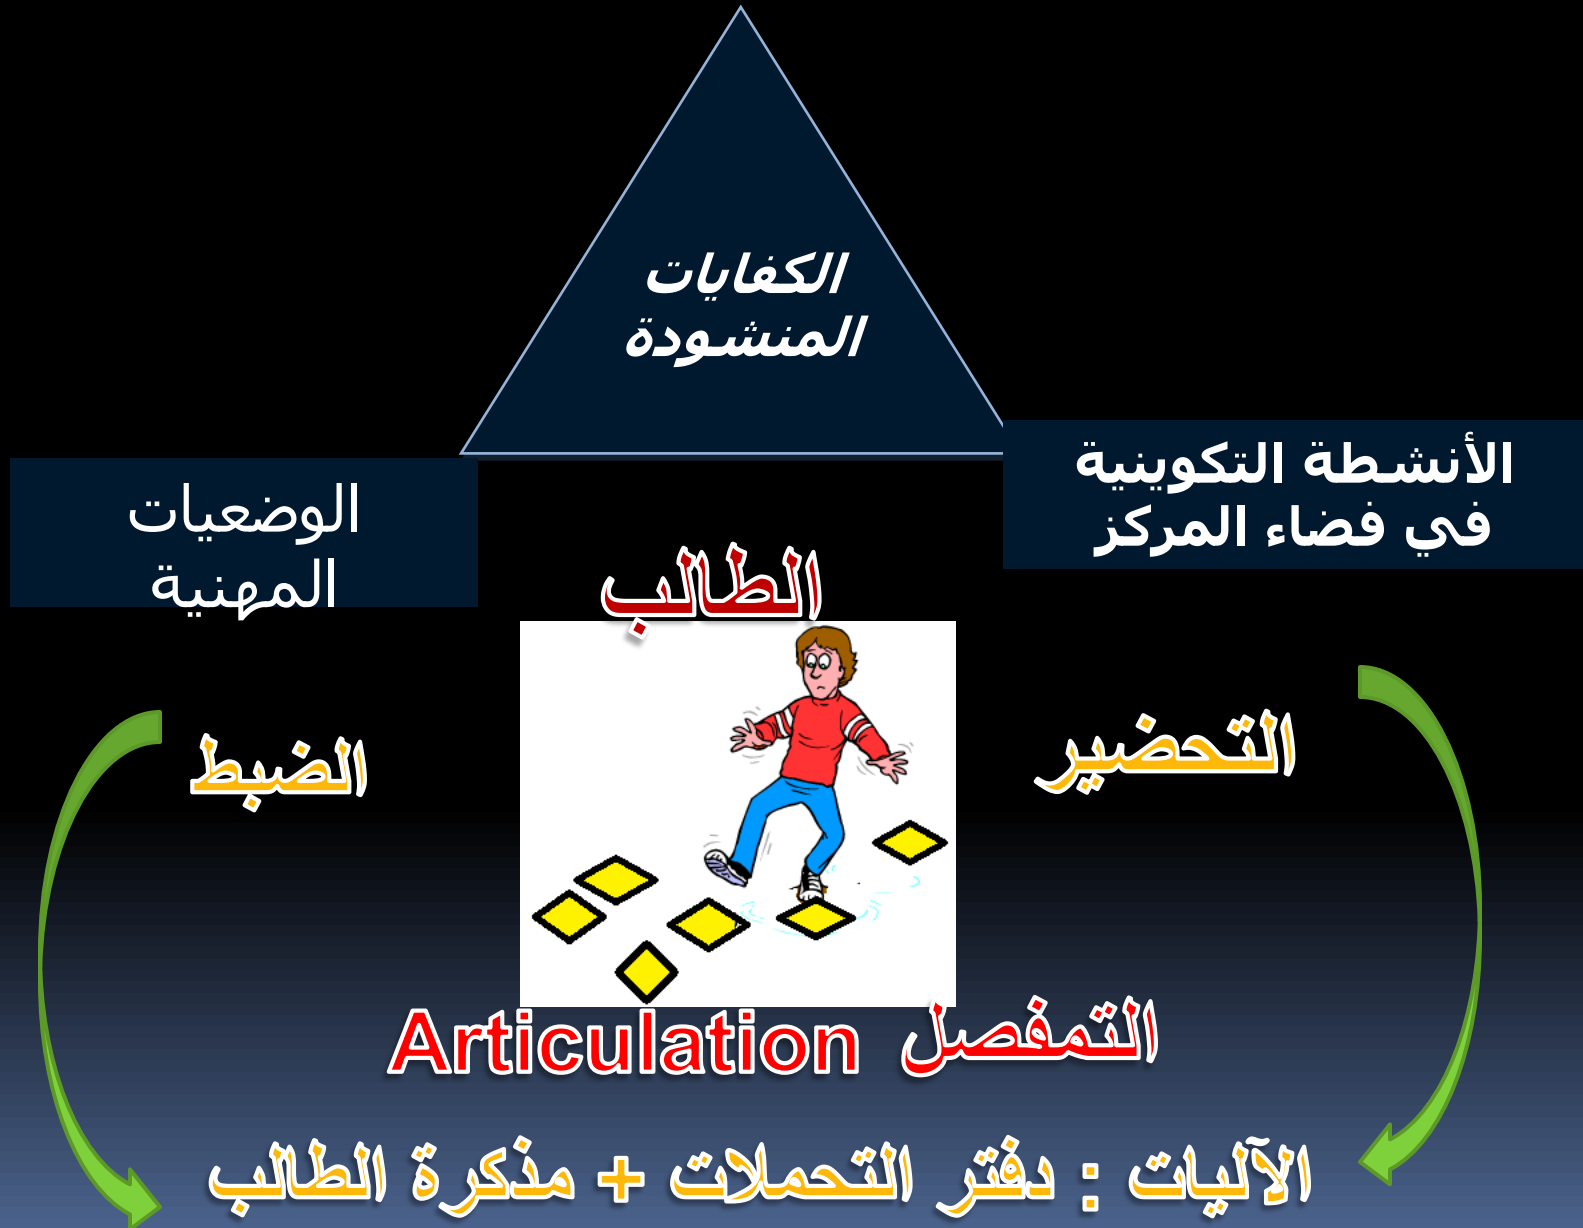 الكفايات
المنشودة
الأنشطة التكوينية
في فضاء المركز
الوضعيات
المهنية
الطالب
التحضير
الضبط
التمفصل Articulation
الآليات : دفتر التحملات + مذكرة الطالب